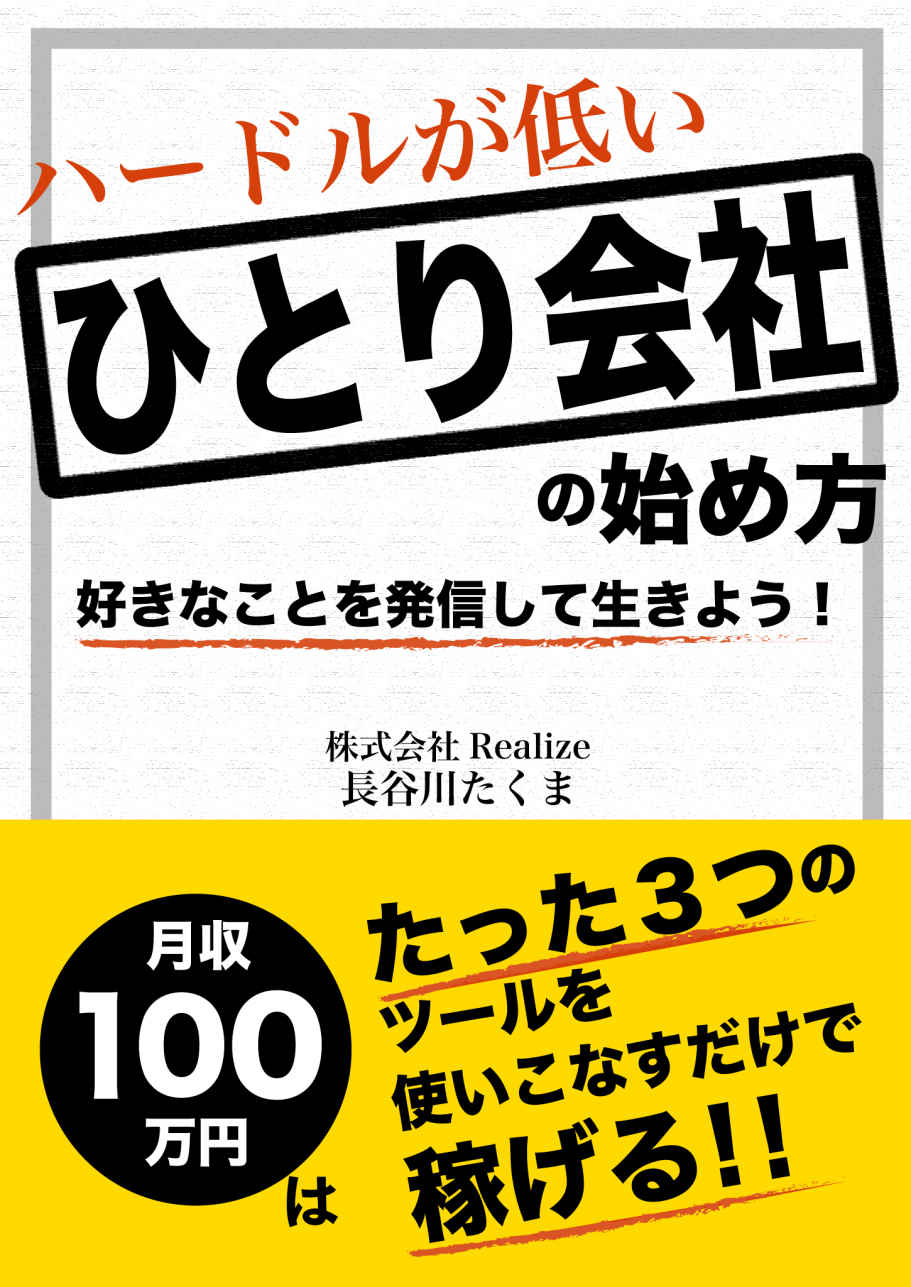 ハードルが低い
ひとり会社
の始め方
好きなことを発信して生きよう！
株式会社 Realize
長谷川たくま
月収
100
万円
は
たった３つの
ツールを
使いこなすだけで
稼げる!!